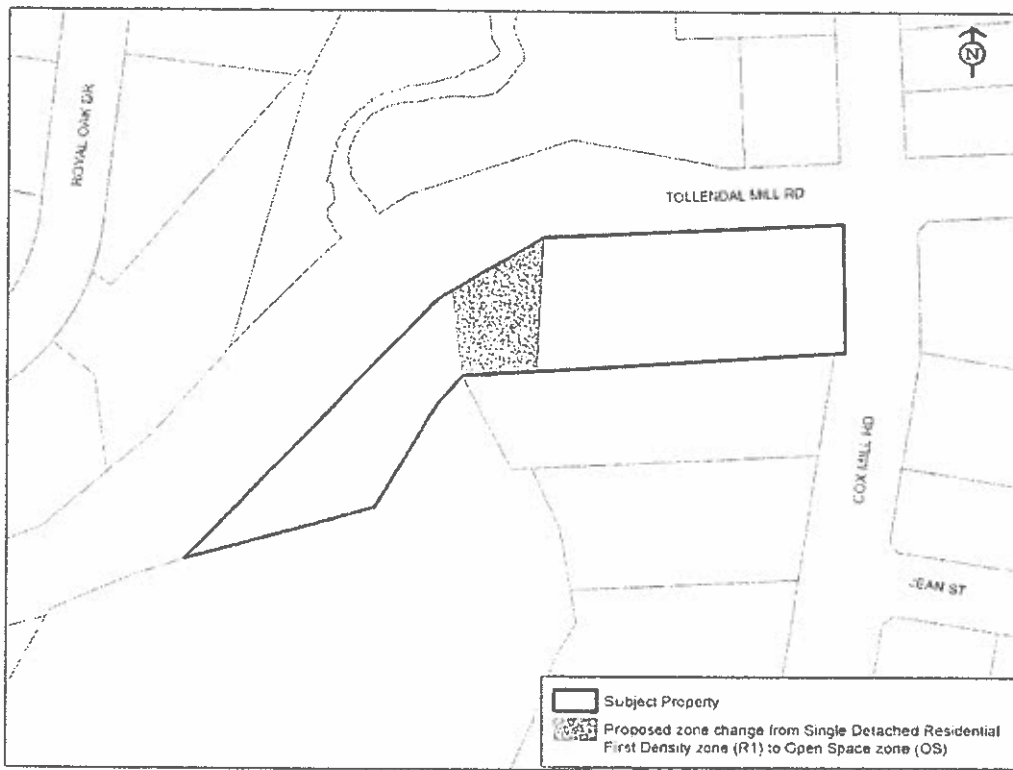 N
ROYAL OAK DR
TOLLENDAL MILL RD
COX MILL RD
JEAN ST
Subject Property
Proposed zone change from Single Detached Residential
First Density zone (R1) to Open Space zone (OS)